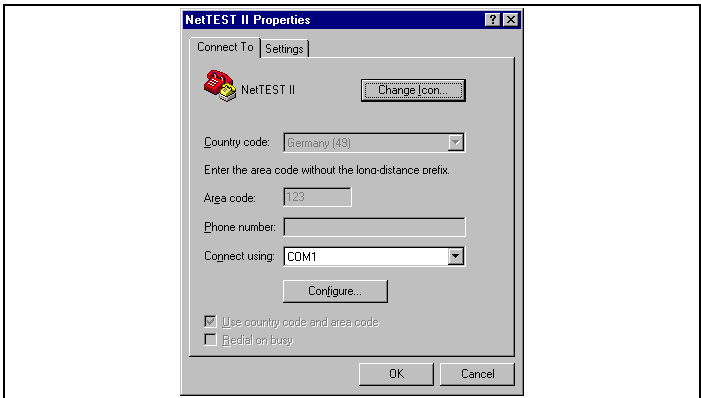 NetTEST II Properties
Connect To Settings
NetTEST II
Change Icon...
Country code: Germany (49)
Enter the area code without the long-distance prefix.
Area code: 123
Phone number:
Connect using: COM1
Configure...
Use country code and area code
Redial on busy
OK Cancel